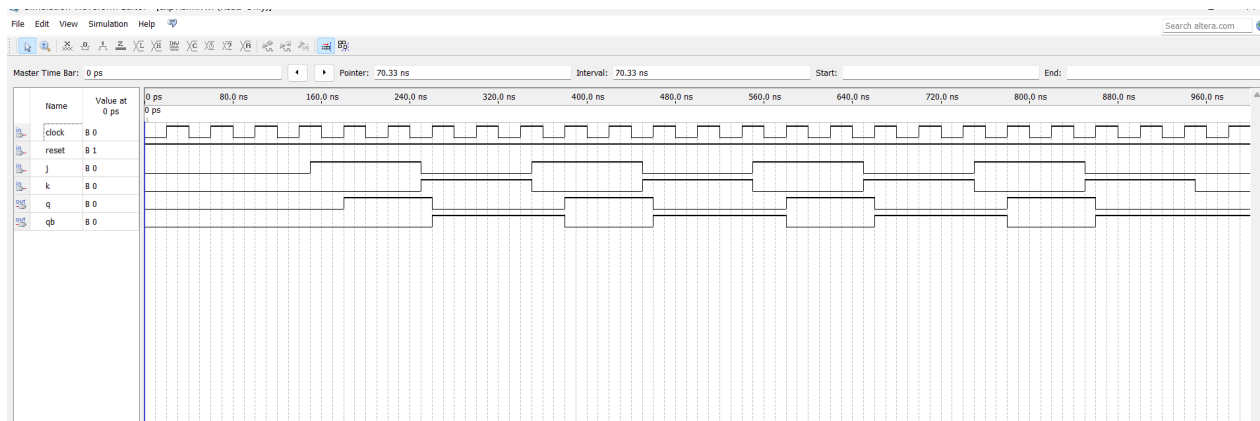 File Edit View Simulation Help
Search altera.com
Master Time Bar: 0 ps Pointer: 70.33 ns Interval: 70.33 ns Start: End:
Name Value at 0 ps
0 ps 80.0 ns 160.0 ns 240.0 ns 320.0 ns 400.0 ns 480.0 ns 560.0 ns 640.0 ns 720.0 ns 800.0 ns 880.0 ns 960.0 ns
0 ps
clock B 0
reset B 1
j B 0
k B 0
q B 0
qb B 0